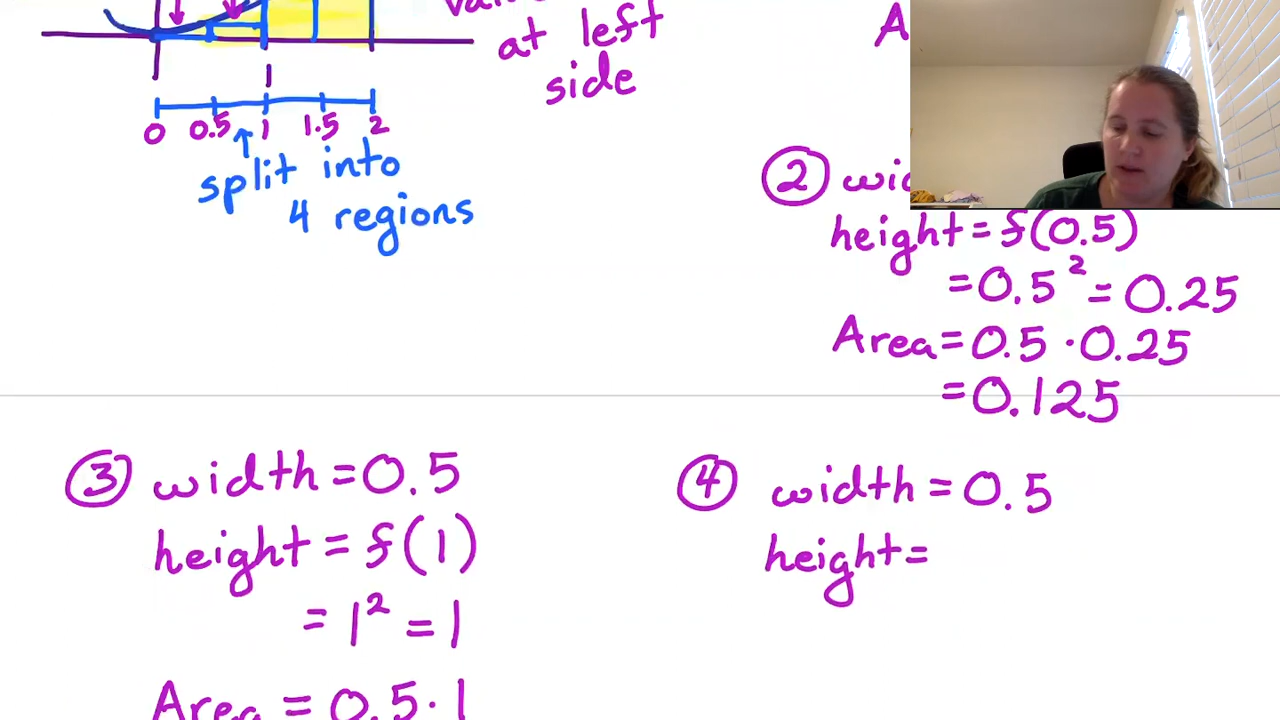 at left
side
0 0.5 1 1.5 2
split into
4 regions
A
②
height = f(0.5)
= 0.5² = 0.25
Area = 0.5 · 0.25
= 0.125
③ width = 0.5
height = f(1)
= 1² = 1
Area = 0.5 · 1
④ width = 0.5
height =